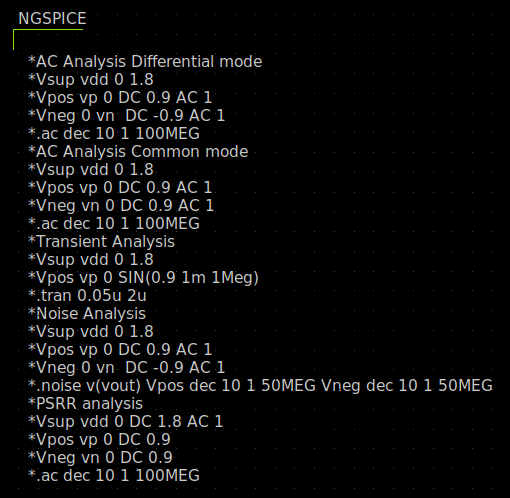 NGSPICE
*AC Analysis Differential mode
*Vsup vdd 0 1.8
*Vpos vp 0 DC 0.9 AC 1
*Vneg 0 vn  DC -0.9 AC 1
*.ac dec 10 1 100MEG
*AC Analysis Common mode
*Vsup vdd 0 1.8
*Vpos vp 0 DC 0.9 AC 1
*Vneg vn 0 DC 0.9 AC 1
*.ac dec 10 1 100MEG
*Transient Analysis
*Vsup vdd 0 1.8
*Vpos vp 0 SIN(0.9 1m 1Meg)
*.tran 0.05u 2u
*Noise Analysis
*Vsup vdd 0 1.8
*Vpos vp 0 DC 0.9 AC 1
*Vneg 0 vn  DC -0.9 AC 1
*.noise v(vout) Vpos dec 10 1 50MEG Vneg dec 10 1 50MEG
*PSRR analysis
*Vsup vdd 0 DC 1.8 AC 1
*Vpos vp 0 DC 0.9
*Vneg vn 0 DC 0.9
*.ac dec 10 1 100MEG